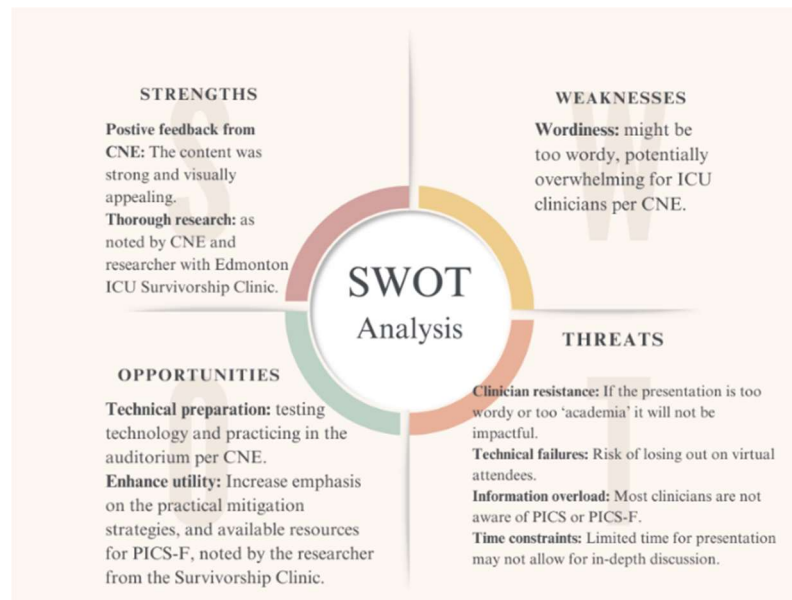 STRENGTHS
Postive feedback from
CNE: The content was
strong and visually
appealing.
Thorough research: as
noted by CNE and
researcher with Edmonton
ICU Survivorship Clinic.
WEAKNESSES
Wordiness: might be
too wordy, potentially
overwhelming for ICU
clinicians per CNE.
SWOT
Analysis
OPPORTUNITIES
Technical preparation: testing
technology and practicing in the
auditorium per CNE.
Enhance utility: Increase emphasis
on the practical mitigation
strategies, and available resources
for PICS-F, noted by the researcher
from the Survivorship Clinic.
THREATS
Clinician resistance: If the presentation is too
wordy or too ‘academia’ it will not be
impactful.
Technical failures: Risk of losing out on virtual
attendees.
Information overload: Most clinicians are not
aware of PICS or PICS-F.
Time constraints: Limited time for presentation
may not allow for in-depth discussion.
S
W
O
T